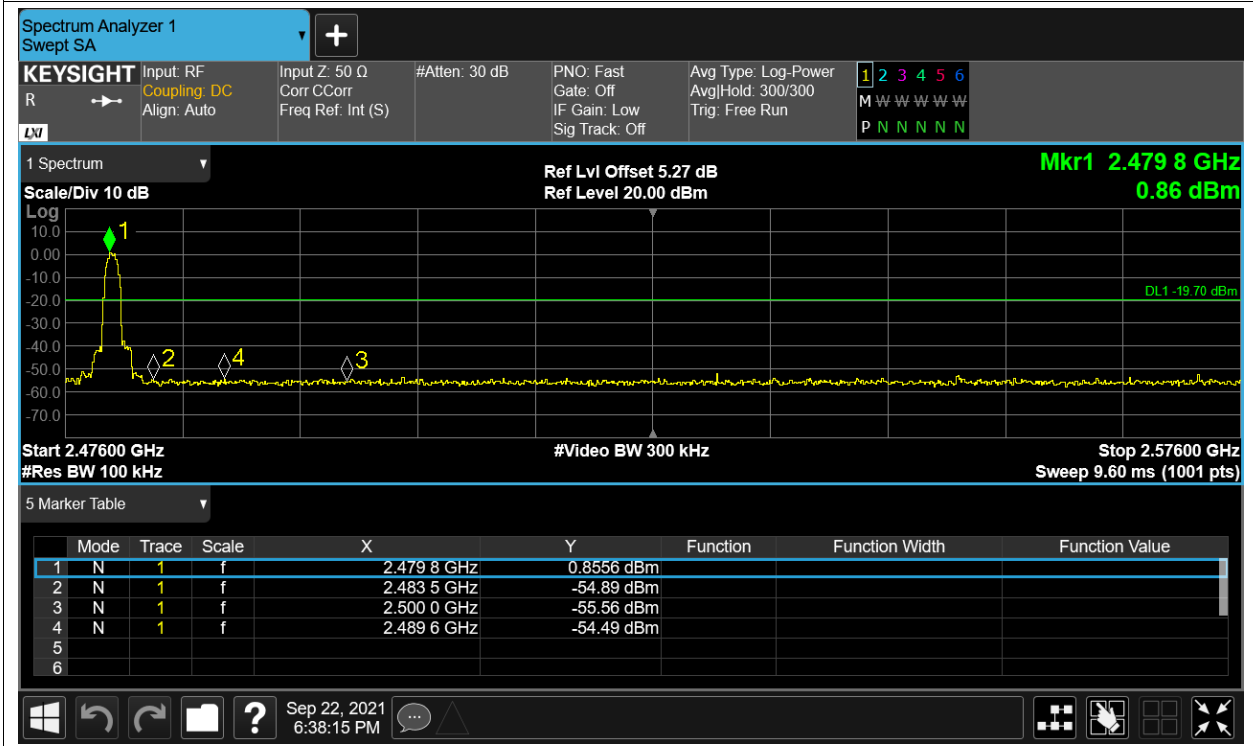 Spectrum Analyzer 1
Swept SA
KEYSIGHT
R
LXI
Input: RF
Coupling: DC
Align: Auto
Input Z: 50 Ω
Corr CCorr
Freq Ref: Int (S)
#Atten: 30 dB
PNO: Fast
Gate: Off
IF Gain: Low
Sig Track: Off
Avg Type: Log-Power
Avg|Hold: 300/300
Trig: Free Run
1 2 3 4 5 6
M W W W W W
P N N N N N
1 Spectrum
Scale/Div 10 dB
Ref Lvl Offset 5.27 dB
Ref Level 20.00 dBm
Mkr1 2.479 8 GHz
0.86 dBm
Log
10.0
0.00
-10.0
-20.0
-30.0
-40.0
-50.0
-60.0
-70.0
1
2
4
3
DL1 -19.70 dBm
Start 2.47600 GHz
#Res BW 100 kHz
#Video BW 300 kHz
Stop 2.57600 GHz
Sweep 9.60 ms (1001 pts)
5 Marker Table
Mode Trace Scale X Y Function Function Width Function Value
1 N 1 f 2.479 8 GHz 0.8556 dBm
2 N 1 f 2.483 5 GHz -54.89 dBm
3 N 1 f 2.500 0 GHz -55.56 dBm
4 N 1 f 2.489 6 GHz -54.49 dBm
5
6
?
Sep 22, 2021
6:38:15 PM